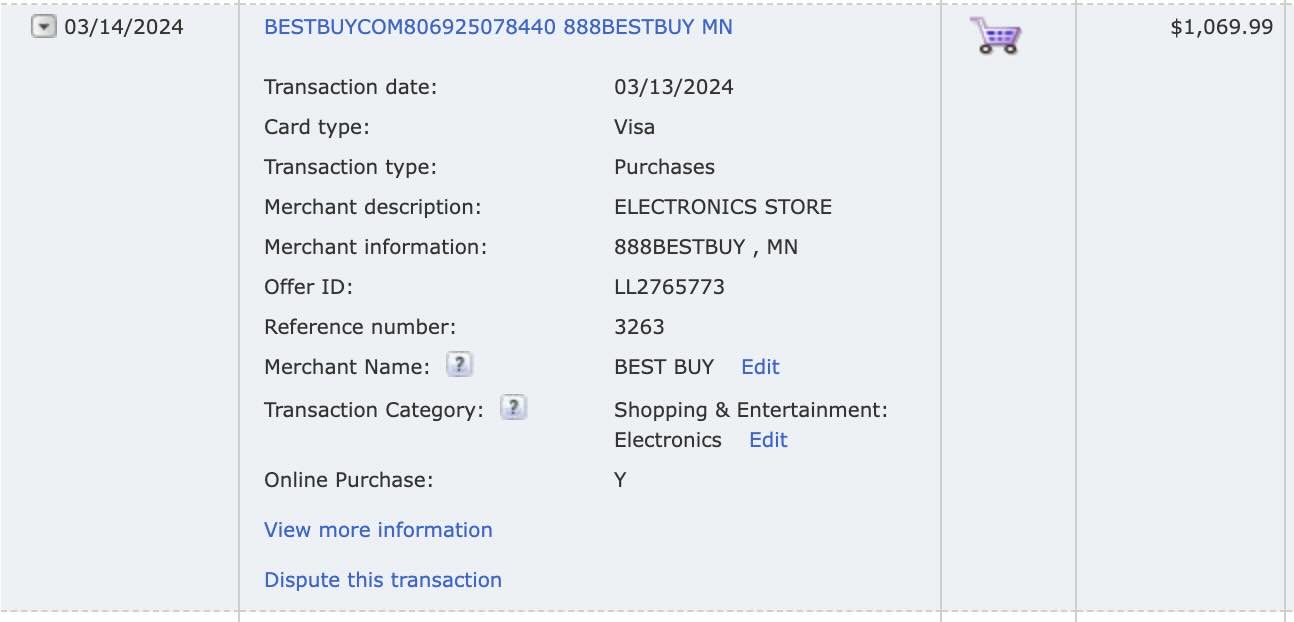 03/14/2024 BESTBUYCOM806925078440 888BESTBUY MN $1,069.99
Transaction date: 03/13/2024
Card type: Visa
Transaction type: Purchases
Merchant description: ELECTRONICS STORE
Merchant information: 888BESTBUY , MN
Offer ID: LL2765773
Reference number: 3263
Merchant Name: ? BEST BUY Edit
Transaction Category: ? Shopping & Entertainment:
Electronics Edit
Online Purchase: Y
View more information
Dispute this transaction